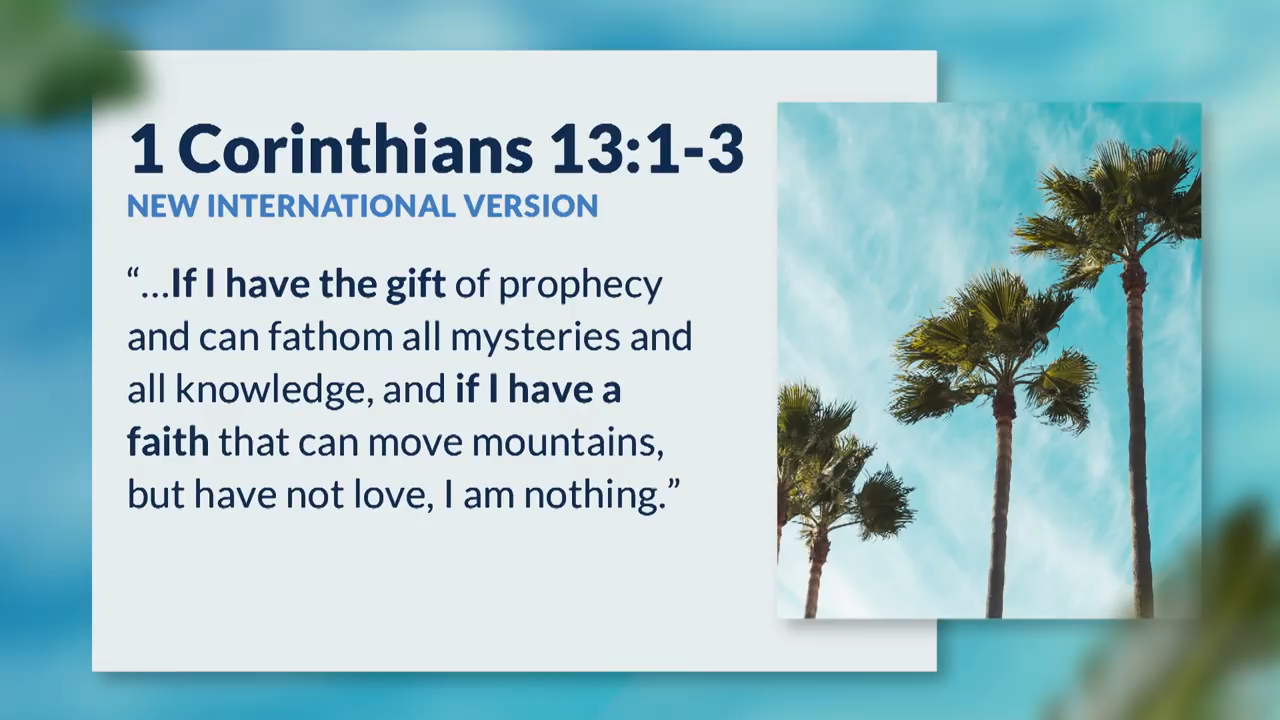 1 Corinthians 13:1-3
NEW INTERNATIONAL VERSION
“…If I have the gift of prophecy
and can fathom all mysteries and
all knowledge, and if I have a
faith that can move mountains,
but have not love, I am nothing.”